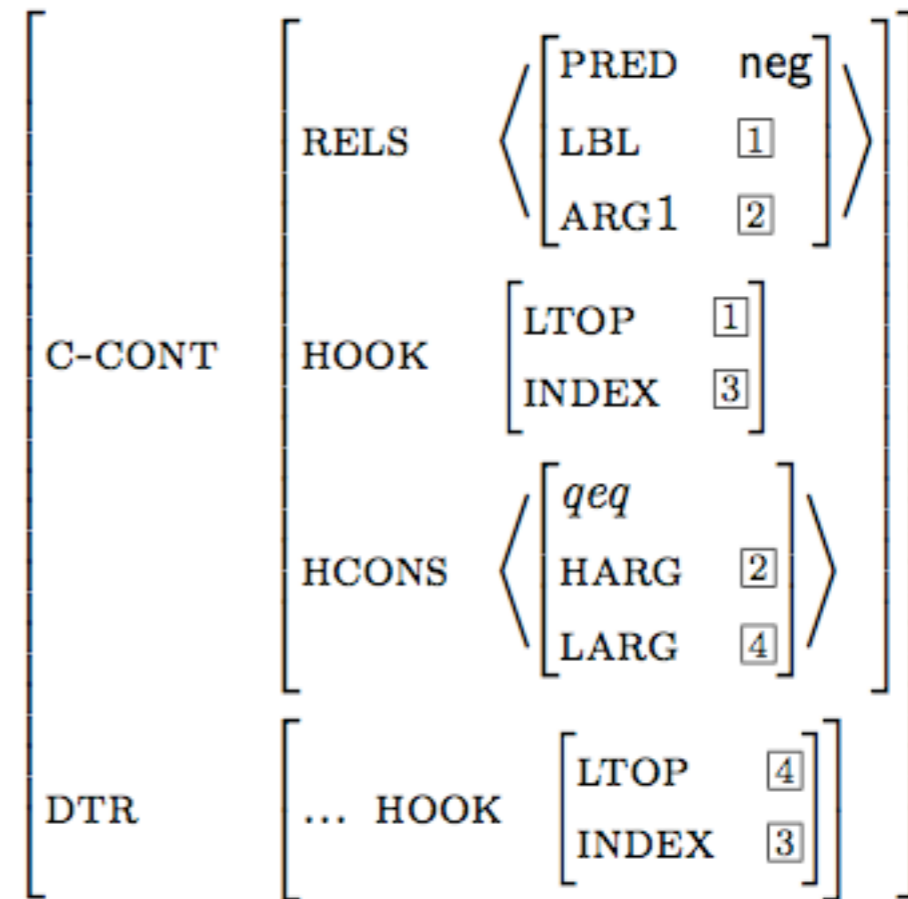 PRED neg
RELS LBL 1
ARG1 2
LTOP 1
C-CONT HOOK
INDEX 3
qeq
HCONS HARG 2
LARG 4
LTOP 4
DTR ... HOOK
INDEX 3